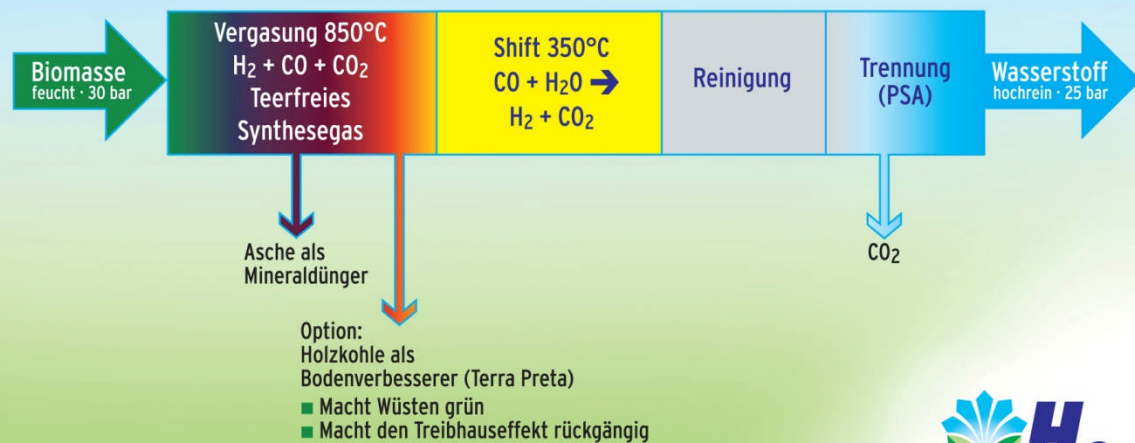 Biomasse
feucht · 30 bar
Vergasung 850°C
H₂ + CO + CO₂
Teerfreies
Synthesegas
Shift 350°C
CO + H₂O ➔
H₂ + CO₂
Reinigung
Trennung
(PSA)
Wasserstoff
hochrein · 25 bar
Asche als
Mineraldünger
CO₂
Option:
Holzkohle als
Bodenverbesserer (Terra Preta)
■ Macht Wüsten grün
■ Macht den Treibhauseffekt rückgängig
H